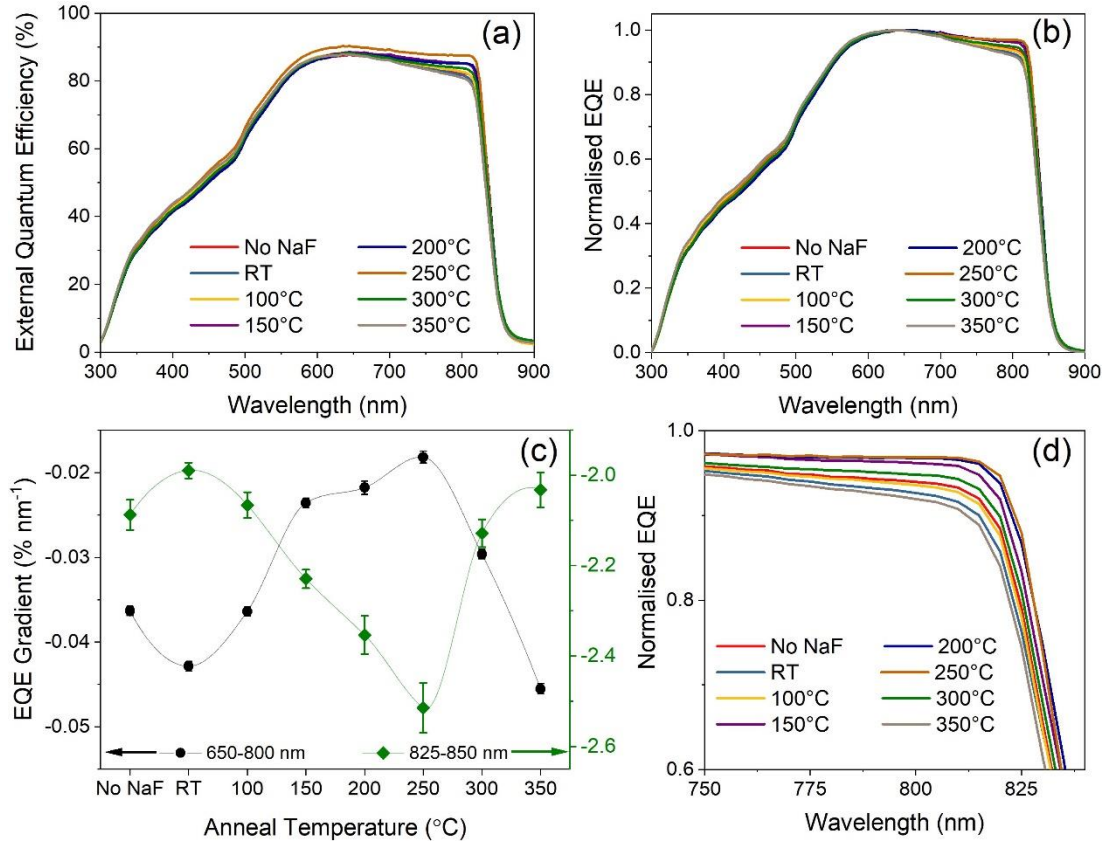 (a)
External Quantum Efficiency (%)
100
80
60
40
20
0
No NaF
RT
100°C
150°C
200°C
250°C
300°C
350°C
300 400 500 600 700 800 900
Wavelength (nm)
(b)
Normalised EQE
1.0
0.8
0.6
0.4
0.2
0.0
No NaF
RT
100°C
150°C
200°C
250°C
300°C
350°C
300 400 500 600 700 800 900
Wavelength (nm)
(c)
EQE Gradient (% nm⁻¹)
-0.02
-0.03
-0.04
-0.05
-2.0
-2.2
-2.4
-2.6
650-800 nm
825-850 nm
No NaF RT 100 150 200 250 300 350
Anneal Temperature (°C)
(d)
Normalised EQE
1.0
0.8
0.6
No NaF
RT
100°C
150°C
200°C
250°C
300°C
350°C
750 775 800 825
Wavelength (nm)